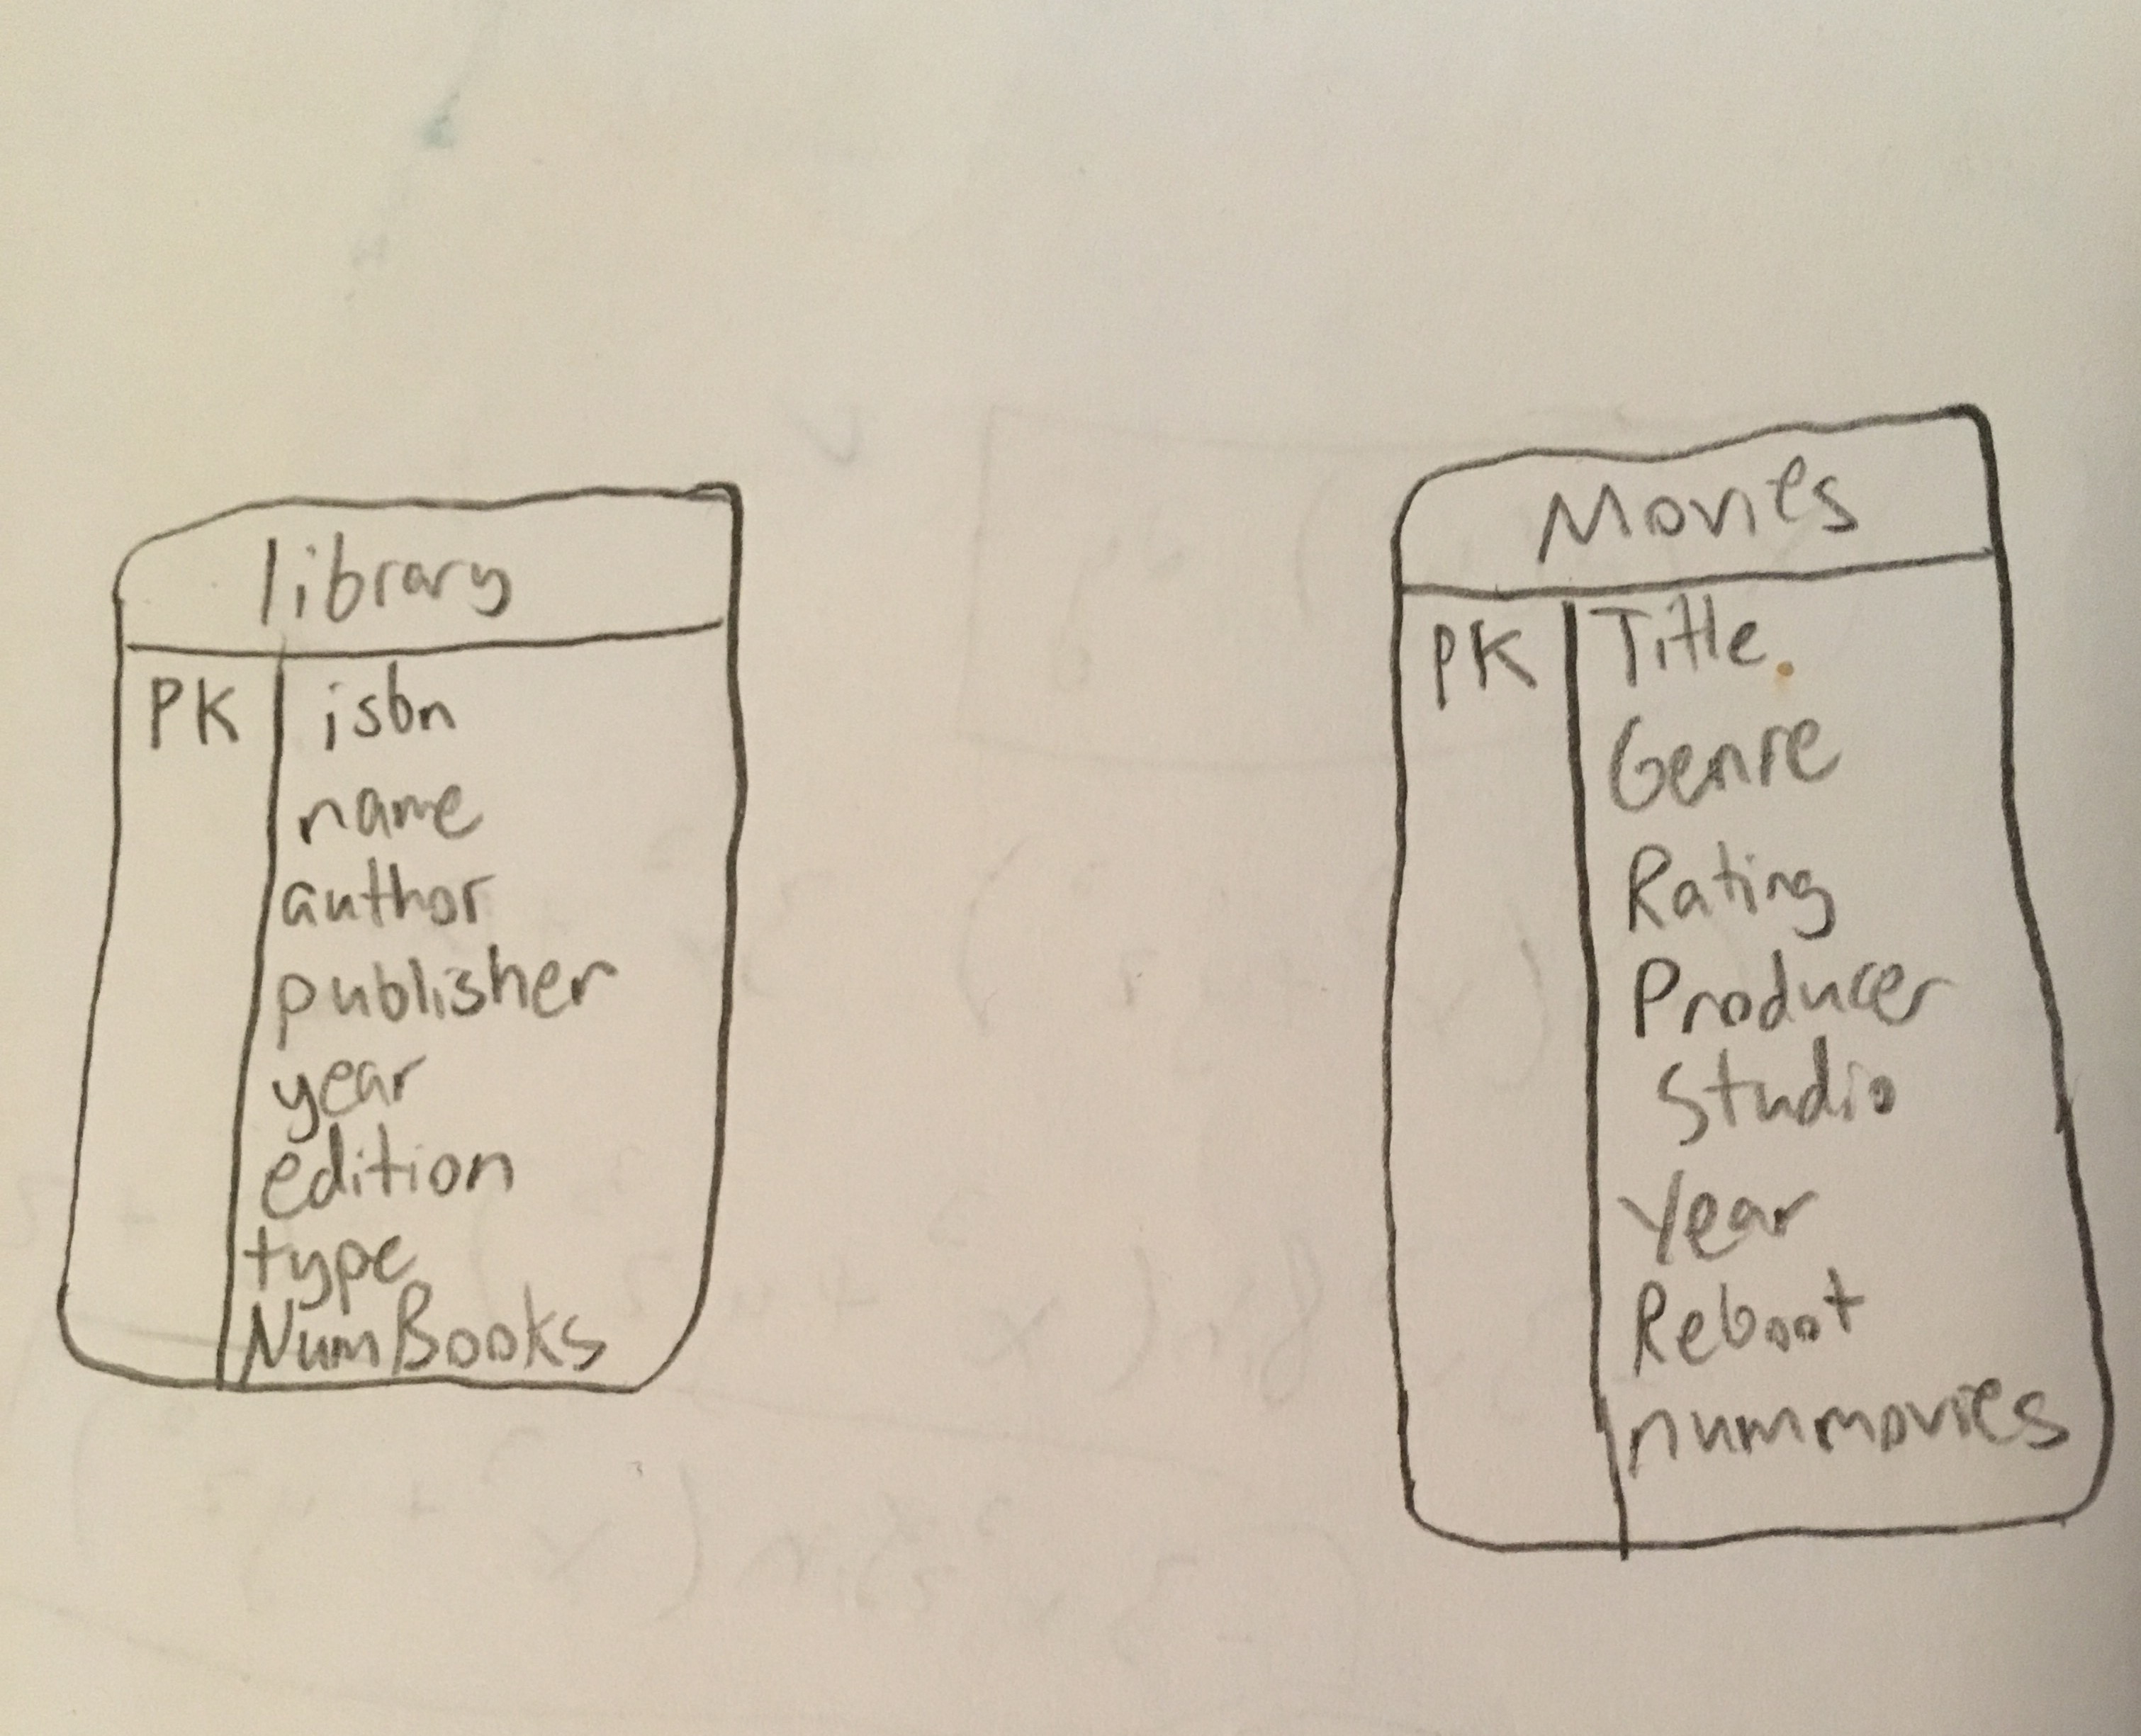 library
PK isbn
name
author
publisher
year
edition
type
NumBooks
Movies
PK Title.
Genre
Rating
Producer
Studio
Year
Reboot
nummovies